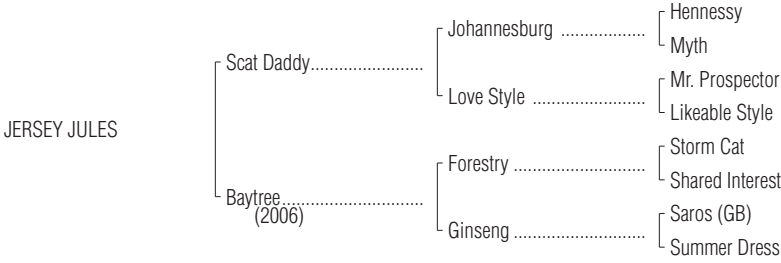 Hennessy
Johannesburg ......................
Myth
Scat Daddy.............................
Mr. Prospector
Love Style .............................
Likeable Style
JERSEY JULES
Storm Cat
Forestry .................................
Shared Interest
Baytree....................................
(2006)
Saros (GB)
Ginseng .................................
Summer Dress